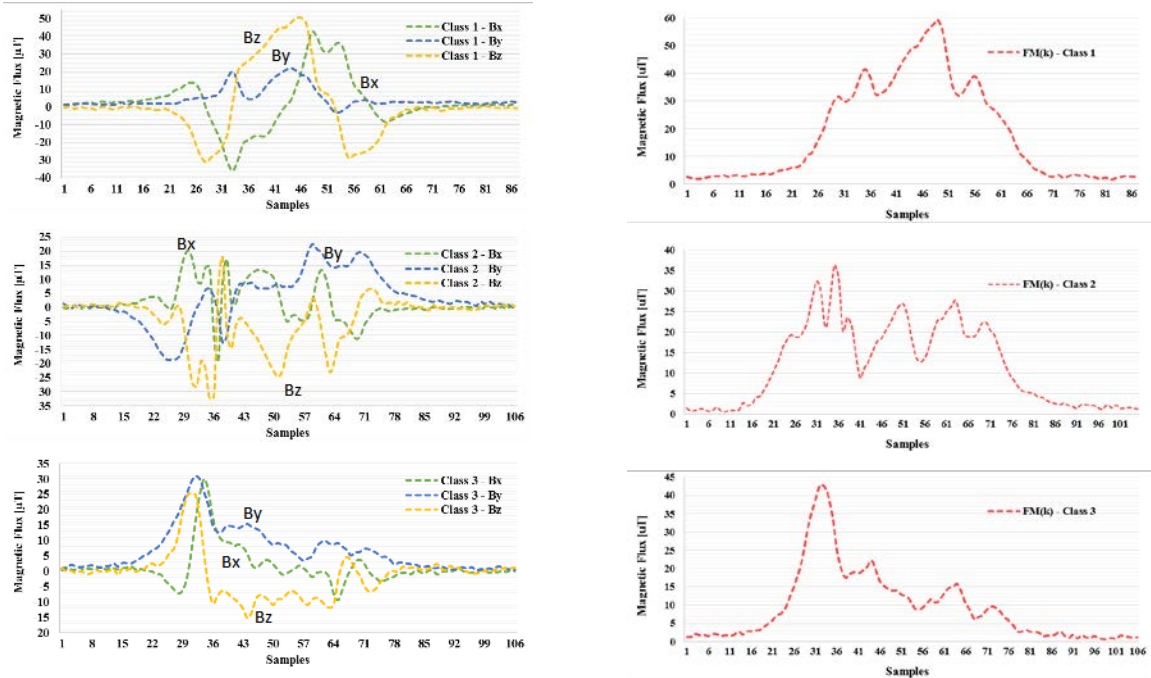 Magnetic Flux [µT]
50
40
30
20
10
0
-10
-20
-30
-40
1 6 11 16 21 26 31 36 41 46 51 56 61 66 71 76 81 86
Samples
Class 1 - Bx
Class 1 - By
Class 1 - Bz
Bz
By
Bx
Magnetic Flux [uT]
60
50
40
30
20
10
0
1 6 11 16 21 26 31 36 41 46 51 56 61 66 71 76 81 86
Samples
FM(k) - Class 1
Magnetic Flux [µT]
25
20
15
10
5
0
5
10
15
20
25
30
35
1 8 15 22 29 36 43 50 57 64 71 78 85 92 99 106
Samples
Class 2 - Bx
Class 2 - By
Class 2 - Bz
Bx
By
Bz
Magnetic Flux [uT]
40
35
30
25
20
15
10
5
0
1 6 11 16 21 26 31 36 41 46 51 56 61 66 71 76 81 86 91 96 101
Samples
FM(k) - Class 2
Magnetic Flux [µT]
35
30
25
20
15
10
5
0
5
10
15
20
1 8 15 22 29 36 43 50 57 64 71 78 85 92 99 106
Samples
Class 3 - Bx
Class 3 - By
Class 3 - Bz
By
Bx
Bz
Magnetic Flux [uT]
45
40
35
30
25
20
15
10
5
0
1 6 11 16 21 26 31 36 41 46 51 56 61 66 71 76 81 86 91 96 101
Samples
FM(k) - Class 3